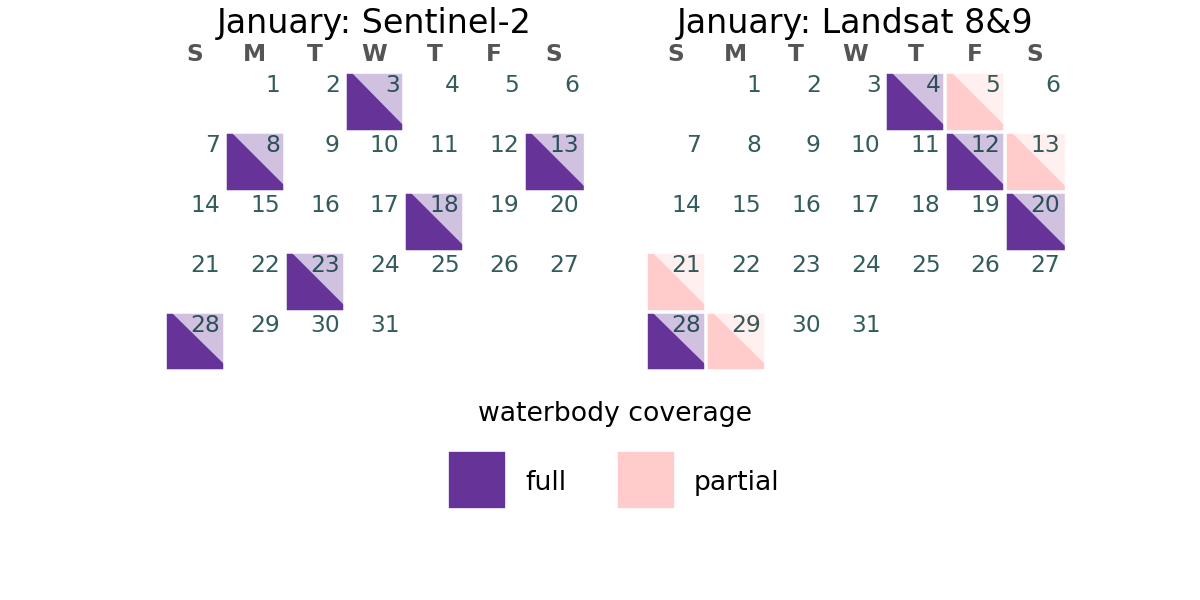 January: Sentinel-2
S M T W T F S
1 2 3 4 5 6
7 8 9 10 11 12 13
14 15 16 17 18 19 20
21 22 23 24 25 26 27
28 29 30 31
January: Landsat 8&9
S M T W T F S
1 2 3 4 5 6
7 8 9 10 11 12 13
14 15 16 17 18 19 20
21 22 23 24 25 26 27
28 29 30 31
waterbody coverage
full partial